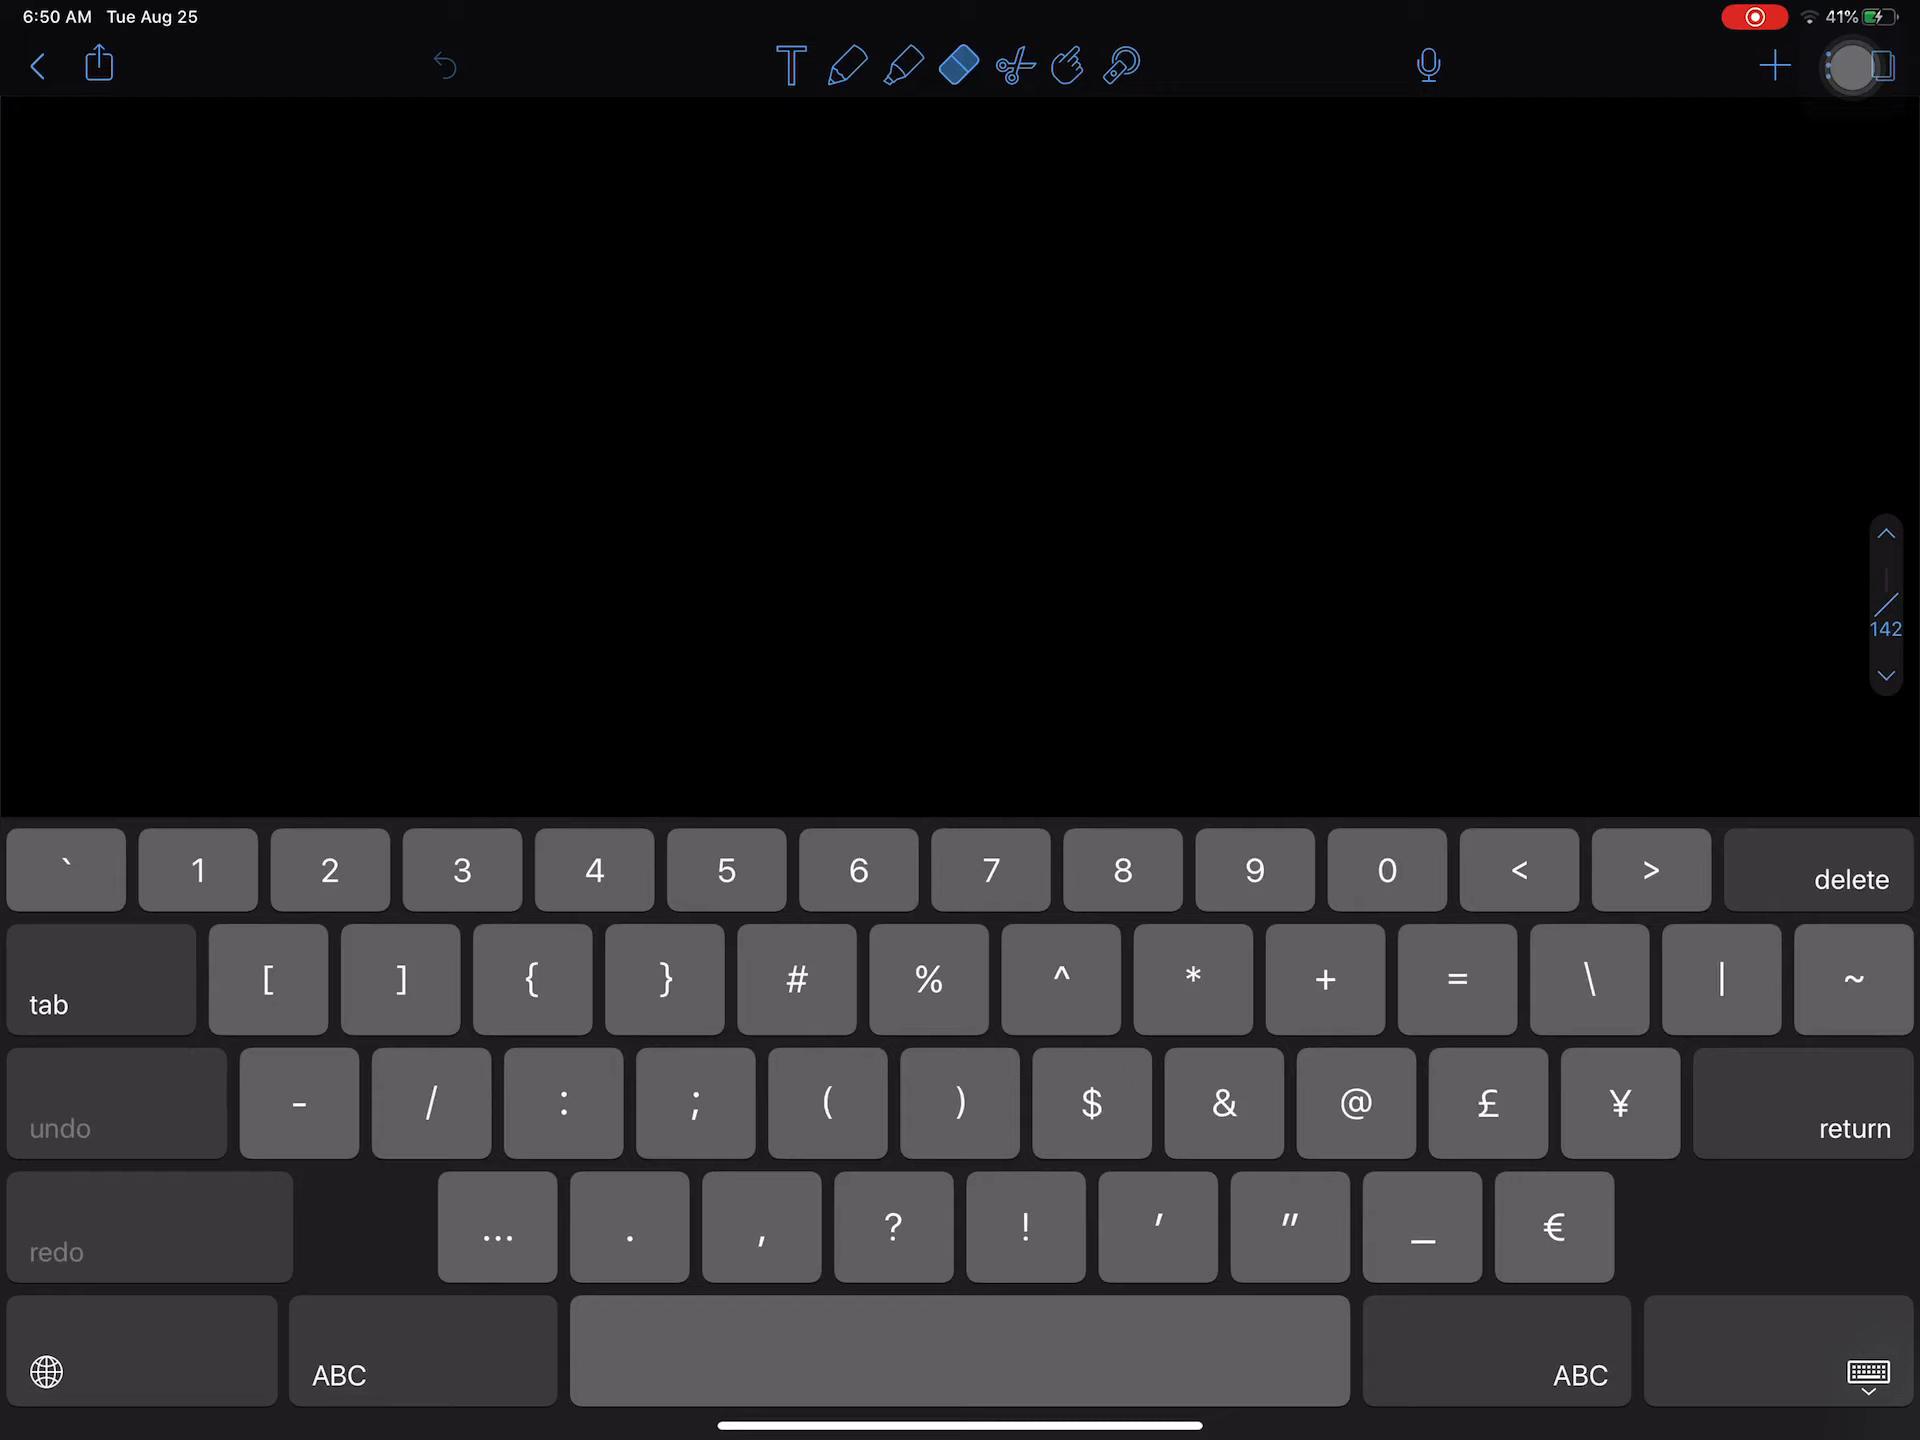 6:50 AM Tue Aug 25
41%
T
142
` 1 2 3 4 5 6 7 8 9 0 < > delete
tab [ ] { } # % ^ * + = \ | ~
undo - / : ; ( ) $ & @ £ ¥ return
redo … . , ? ! ' " _ €
ABC ABC